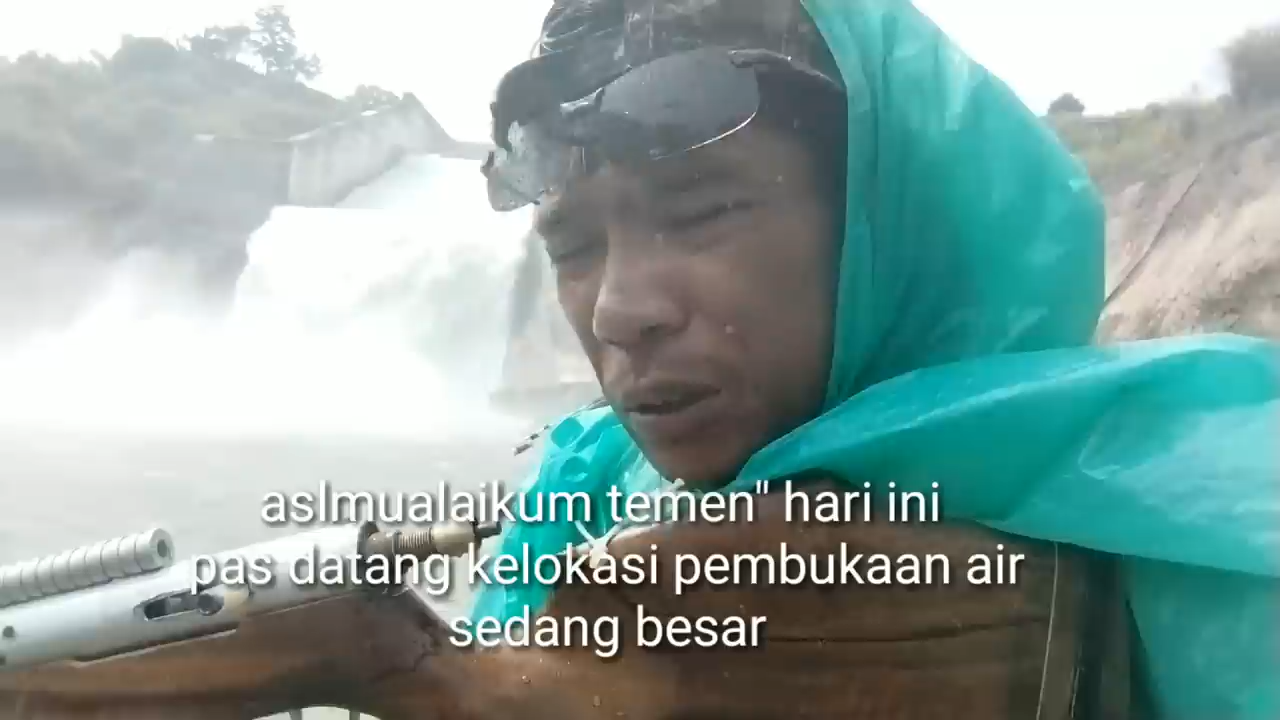 aslmualaikum temen" hari ini
pas datang kelokasi pembukaan air
sedang besar